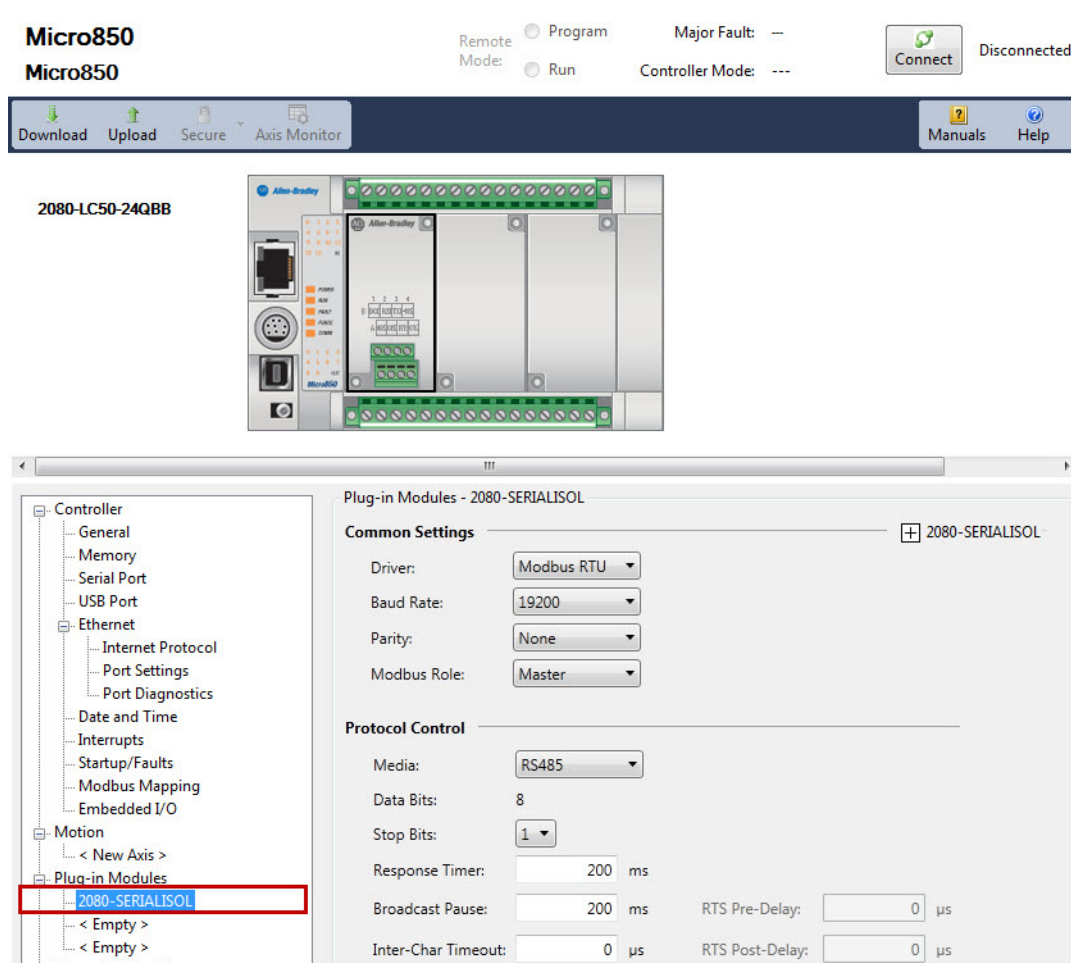 Micro850
Micro850
Remote Mode:
Program
Run
Major Fault: ---
Controller Mode: ---
Connect
Disconnected
Download Upload Secure Axis Monitor
Manuals Help
2080-LC50-24QBB
Allen-Bradley
Allen-Bradley
Micro850
Controller
General
Memory
Serial Port
USB Port
Ethernet
Internet Protocol
Port Settings
Port Diagnostics
Date and Time
Interrupts
Startup/Faults
Modbus Mapping
Embedded I/O
Motion
< New Axis >
Plug-in Modules
2080-SERIALISOL
< Empty >
< Empty >
Plug-in Modules - 2080-SERIALISOL
Common Settings
2080-SERIALISOL
Driver: Modbus RTU
Baud Rate: 19200
Parity: None
Modbus Role: Master
Protocol Control
Media: RS485
Data Bits: 8
Stop Bits: 1
Response Timer: 200 ms
Broadcast Pause: 200 ms RTS Pre-Delay: 0 µs
Inter-Char Timeout: 0 µs RTS Post-Delay: 0 µs